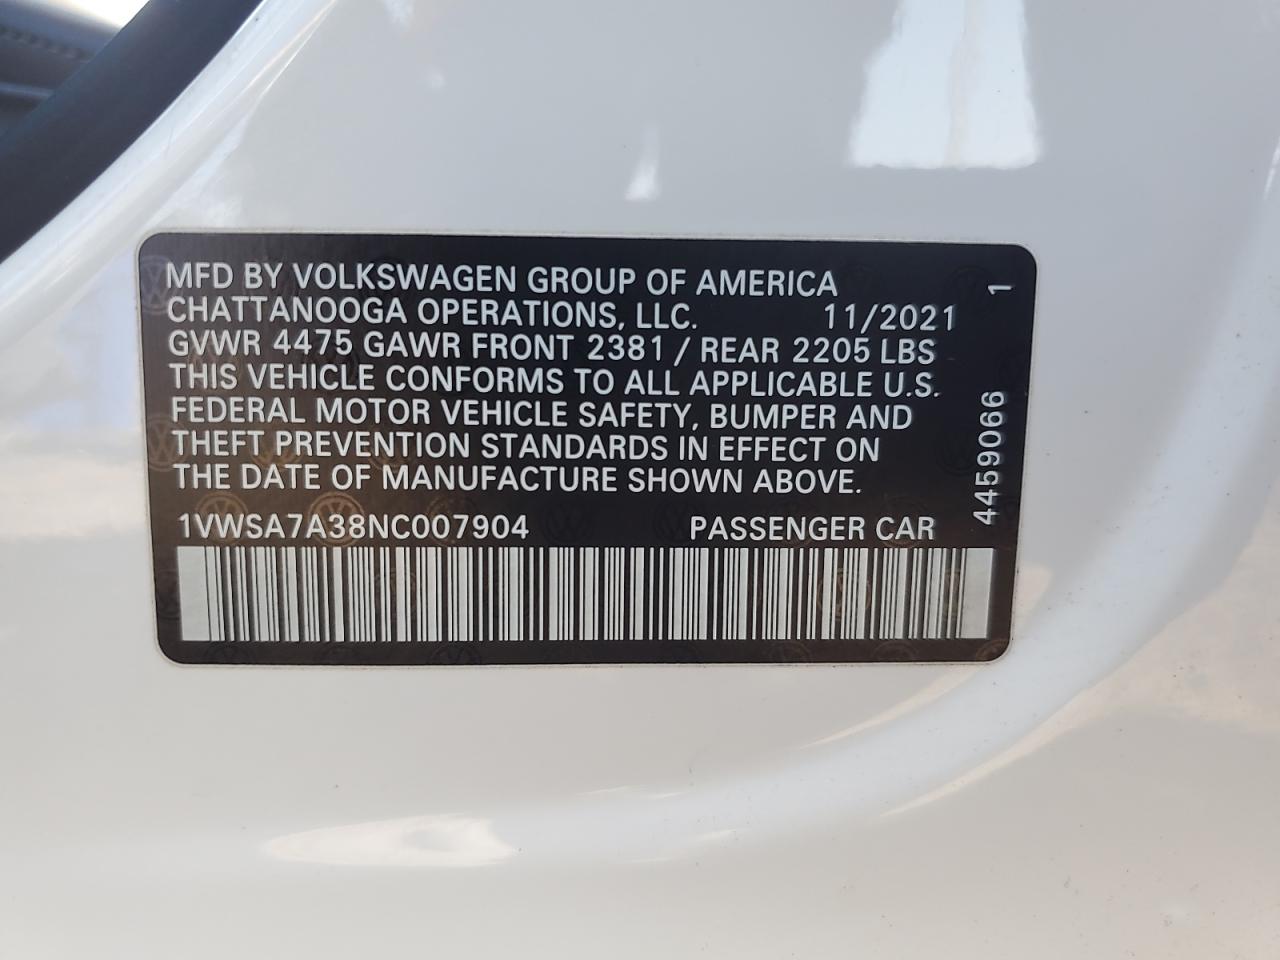 MFD BY VOLKSWAGEN GROUP OF AMERICA
CHATTANOOGA OPERATIONS, LLC. 11/2021
GVWR 4475 GAWR FRONT 2381 / REAR 2205 LBS
THIS VEHICLE CONFORMS TO ALL APPLICABLE U.S.
FEDERAL MOTOR VEHICLE SAFETY, BUMPER AND
THEFT PREVENTION STANDARDS IN EFFECT ON
THE DATE OF MANUFACTURE SHOWN ABOVE.
1VWSA7A38NC007904 PASSENGER CAR
4459066 1